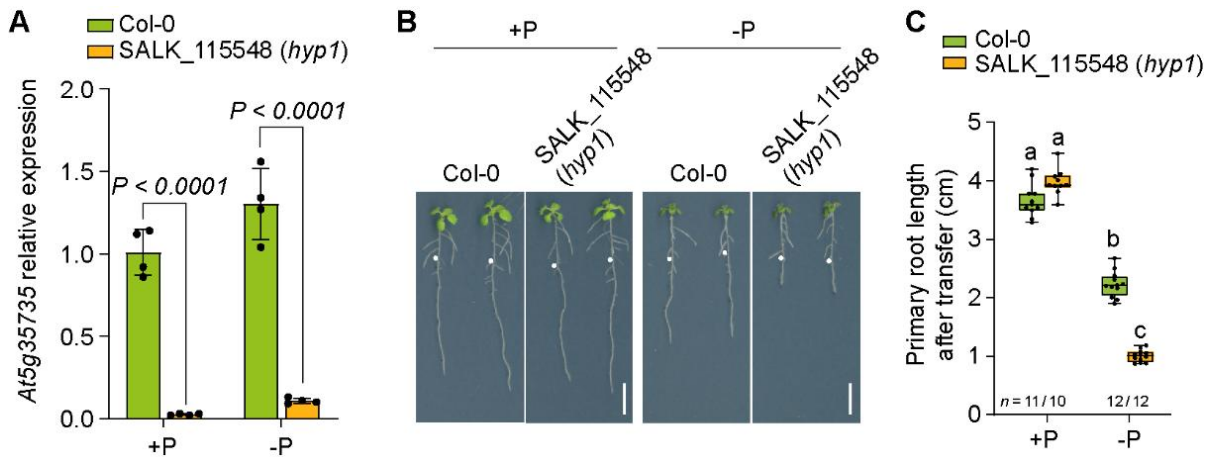 A
Col-0
SALK_115548 (hyp1)
At5g35735 relative expression
2.0
1.5
1.0
0.5
0.0
P < 0.0001
P < 0.0001
+P
-P
B
+P
-P
Col-0
SALK_115548
(hyp1)
Col-0
SALK_115548
(hyp1)
C
Col-0
SALK_115548 (hyp1)
Primary root length
after transfer (cm)
5
4
3
2
1
0
a
a
b
c
n = 11 / 10
12 / 12
+P
-P